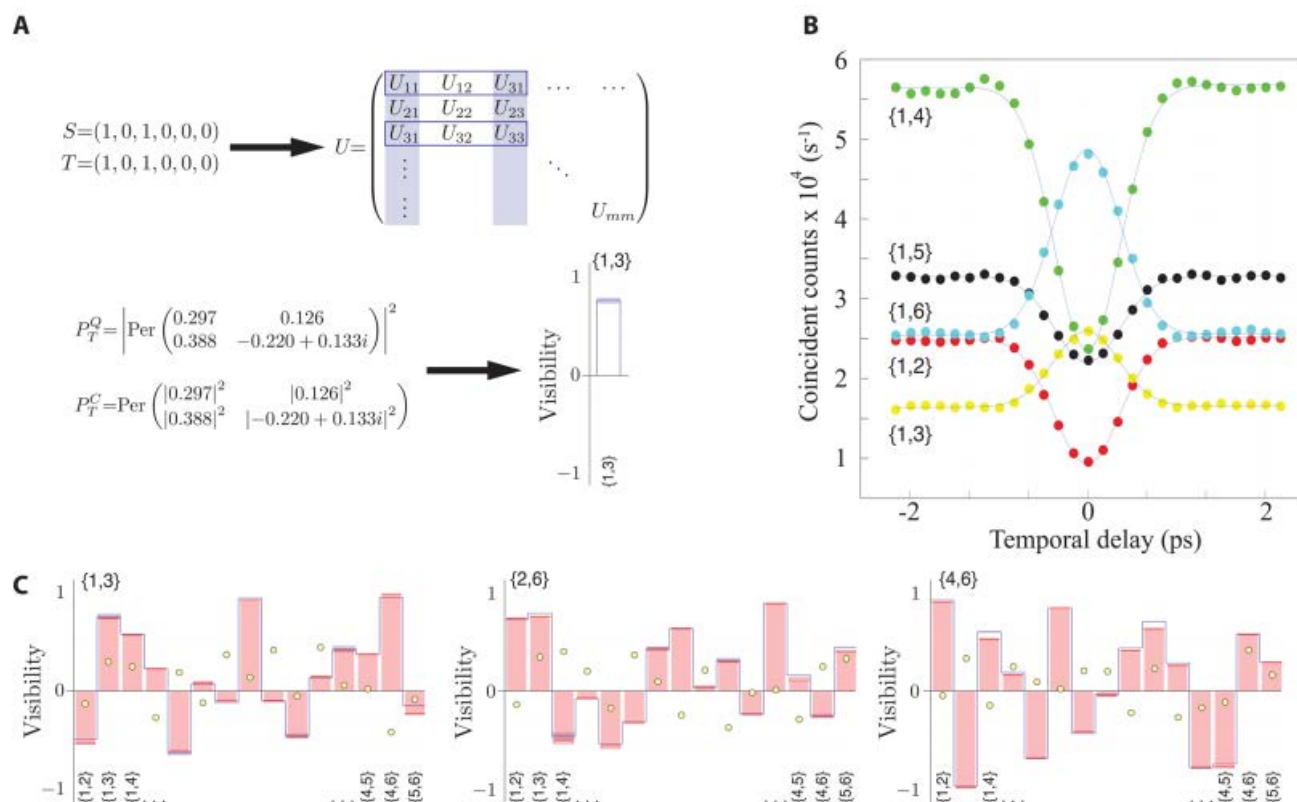 A
S=(1, 0, 1, 0, 0, 0)
T=(1, 0, 1, 0, 0, 0)
U=
U11 U12 U31 ... ...
U21 U22 U23
U31 U32 U33
⋮ ⋱
⋮ Umm
P_T^Q = |Per (0.297 0.126
0.388 −0.220 + 0.133i)|^2
P_T^C = Per (|0.297|^2 |0.126|^2
|0.388|^2 |−0.220 + 0.133i|^2)
{1,3}
Visibility
1
0
−1
{1,3}
B
Coincident counts x 10^4 (s^-1)
6
5
4
3
2
1
{1,4}
{1,5}
{1,6}
{1,2}
{1,3}
-2 0 2
Temporal delay (ps)
C
{1,3}
Visibility
1
0
−1
{1,2} {1,3} {1,4} ... ... {4,5} {4,6} {5,6}
{2,6}
Visibility
1
0
−1
{1,2} {1,3} {1,4} ... ... {4,5} {4,6} {5,6}
{4,6}
Visibility
1
0
−1
{1,2} {1,4} ... ... {4,5} {4,6} {5,6}